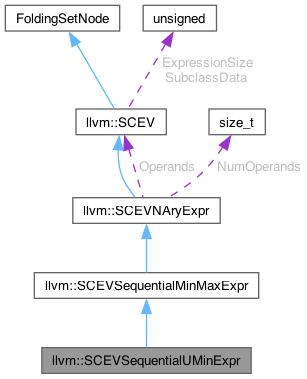 FoldingSetNode
unsigned
ExpressionSize
SubclassData
llvm::SCEV
size_t
Operands
NumOperands
llvm::SCEVNAryExpr
llvm::SCEVSequentialMinMaxExpr
llvm::SCEVSequentialUMinExpr